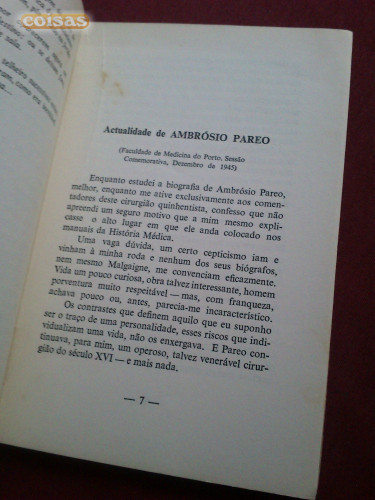 coisas
Actualidade de AMBRÓSIO PAREO
(Faculdade de Medicina do Porto. Sessão
Comemorativa, Dezembro de 1945)
Enquanto estudei a biografia de Ambrósio Pareo,
melhor, enquanto me ative exclusivamente aos comen-
tadores deste cirurgião quinhentista, confesso que não
apreendi um seguro motivo que a mim mesmo expli-
casse o alto lugar em que anda colocado nos
manuais da História Médica.
Uma vaga dúvida, um certo cepticismo iam e
vinham à minha roda e nenhum dos seus biógrafos,
nem mesmo Malgaigne, me convenciam eficazmente.
Vida um pouco curiosa, obra talvez interessante, homem
porventura muito respeitável — mas, com franqueza,
achava pouco ou, antes, parecia-me incaracterístico.
Os contrastes que definem aquilo que eu suponho
ser o traço de uma personalidade, esses riscos que indi-
vidualizam uma vida, não os enxergava. E Pareo con-
tinuava, para mim, um operoso, talvez venerável cirur-
gião do século XVI — e mais nada.
— 7 —